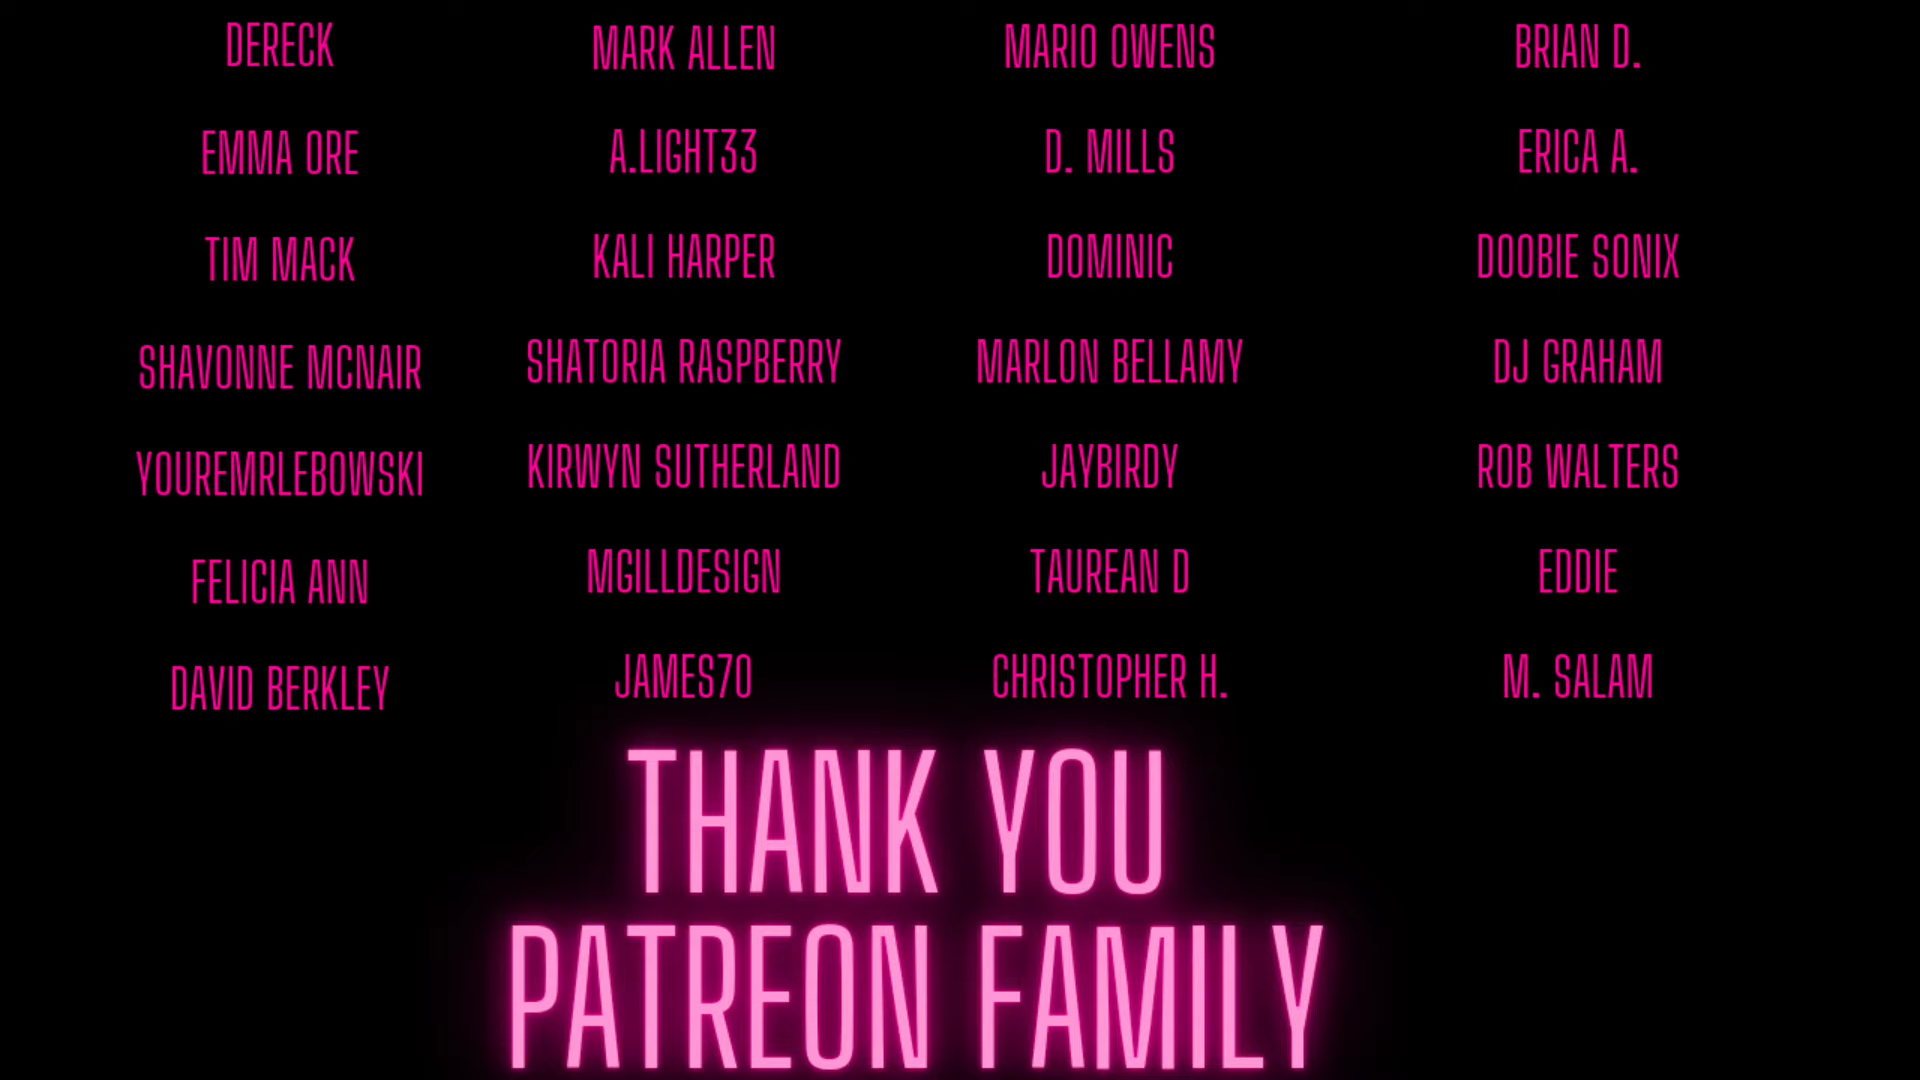 DERECK MARK ALLEN MARIO OWENS BRIAN D.
EMMA ORE A.LIGHT33 D. MILLS ERICA A.
TIM MACK KALI HARPER DOMINIC DOOBIE SONIX
SHAVONNE MCNAIR SHATORIA RASPBERRY MARLON BELLAMY DJ GRAHAM
YOUREMRLEBOWSKI KIRWYN SUTHERLAND JAYBIRDY ROB WALTERS
FELICIA ANN MGILLDESIGN TAUREAN D EDDIE
DAVID BERKLEY JAMES70 CHRISTOPHER H. M. SALAM
THANK YOU
PATREON FAMILY